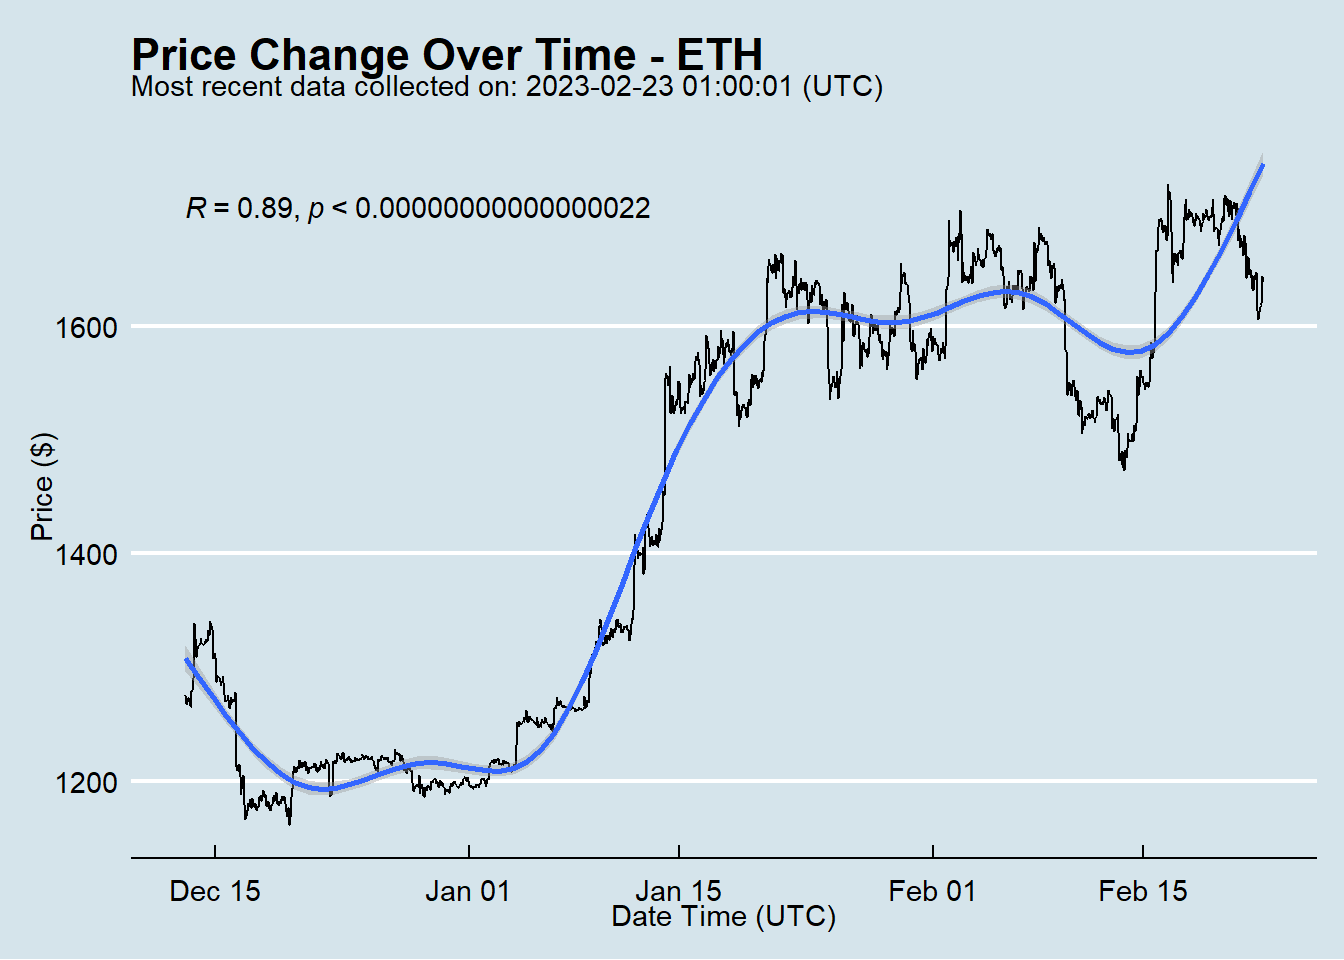 Price Change Over Time - ETH
Most recent data collected on: 2023-02-23 01:00:01 (UTC)
R = 0.89, p < 0.00000000000000022
1600
1400
1200
Price ($)
Dec 15
Jan 01
Jan 15
Feb 01
Feb 15
Date Time (UTC)